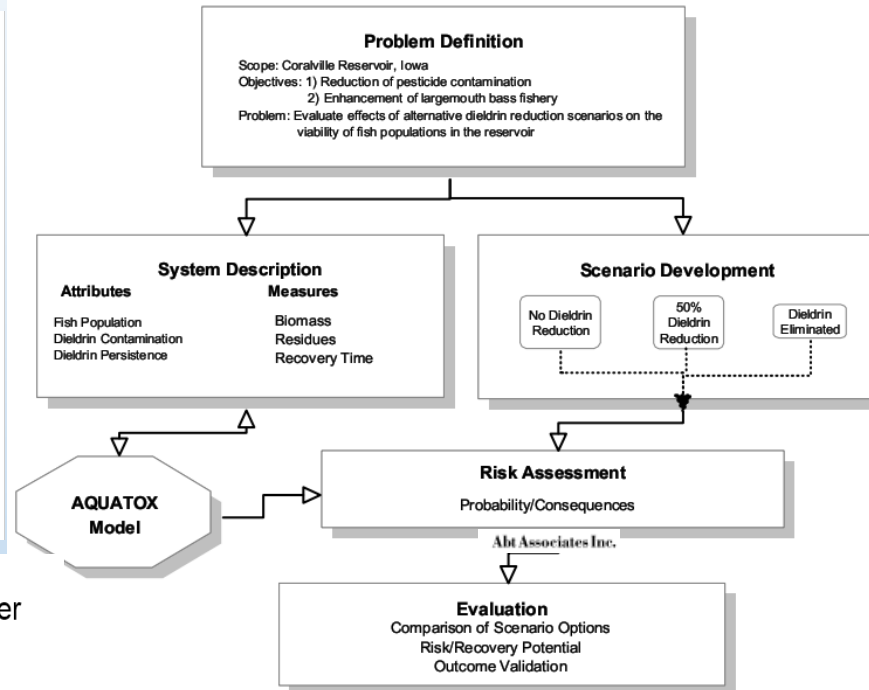 Problem Definition
Scope: Coralville Reservoir, Iowa
Objectives: 1) Reduction of pesticide contamination
2) Enhancement of largemouth bass fishery
Problem: Evaluate effects of alternative dieldrin reduction scenarios on the
viability of fish populations in the reservoir
System Description
Attributes
Measures
Fish Population
Dieldrin Contamination
Dieldrin Persistence
Biomass
Residues
Recovery Time
Scenario Development
No Dieldrin
Reduction
50%
Dieldrin
Reduction
Dieldrin
Eliminated
AQUATOX
Model
Risk Assessment
Probability/Consequences
Abt Associates Inc.
Evaluation
Comparison of Scenario Options
Risk/Recovery Potential
Outcome Validation
er